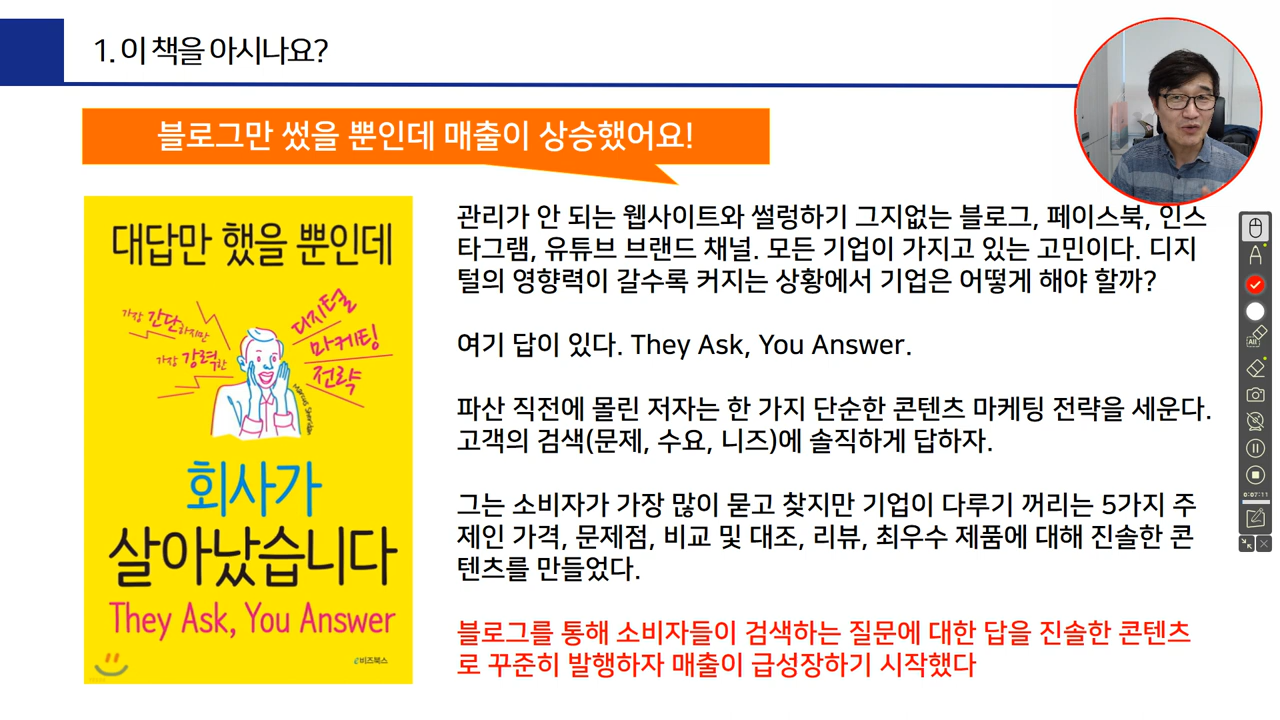 1. 이 책을 아시나요?
블로그만 썼을 뿐인데 매출이 상승했어요!
대답만 했을 뿐인데
가장 간단하지만
가장 강력한
디지털
마케팅
전략
Marcus Sheridan
회사가
살아났습니다
They Ask, You Answer
e비즈북스
관리가 안 되는 웹사이트와 썰렁하기 그지없는 블로그, 페이스북, 인스
타그램, 유튜브 브랜드 채널. 모든 기업이 가지고 있는 고민이다. 디지
털의 영향력이 갈수록 커지는 상황에서 기업은 어떻게 해야 할까?
여기 답이 있다. They Ask, You Answer.
파산 직전에 몰린 저자는 한 가지 단순한 콘텐츠 마케팅 전략을 세운다.
고객의 검색(문제, 수요, 니즈)에 솔직하게 답하자.
그는 소비자가 가장 많이 묻고 찾지만 기업이 다루기 꺼리는 5가지 주
제인 가격, 문제점, 비교 및 대조, 리뷰, 최우수 제품에 대해 진솔한 콘
텐츠를 만들었다.
블로그를 통해 소비자들이 검색하는 질문에 대한 답을 진솔한 콘텐츠
로 꾸준히 발행하자 매출이 급성장하기 시작했다
A
All
0:07:11